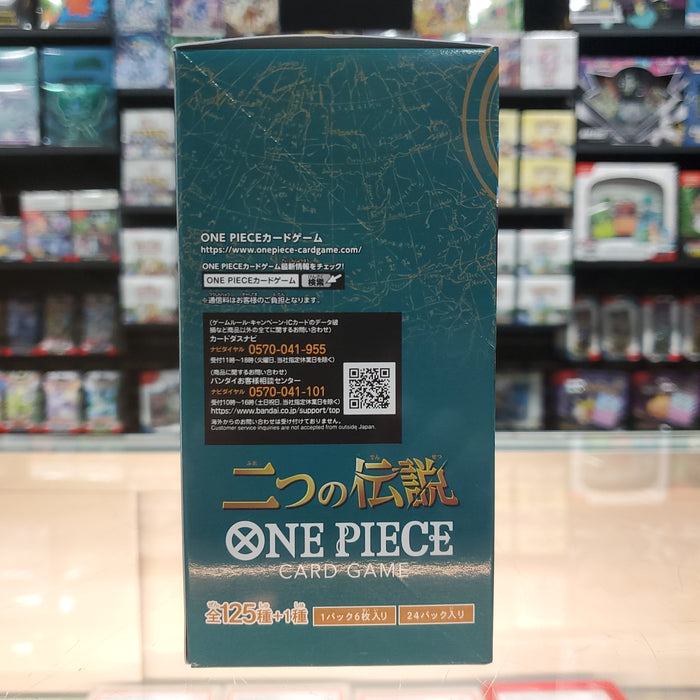 ONE PIECEカードゲーム
https://www.onepiece-cardgame.com/
ONE PIECEカードゲーム最新情報をチェック!
ONE PIECEカードゲーム 検索
※通信料はお客様のご負担となります。
〈ゲームルール・キャンペーン・ICカードのデータ破
損など商品以外の全てに関するお問い合わせ〉
カードダスナビ
ナビダイヤル 0570-041-955
受付11時~18時(火曜日、当社指定休業日を除く)
〈商品に関するお問い合わせ〉
バンダイお客様相談センター
ナビダイヤル 0570-041-101
受付10時~16時(土日祝日、当社指定休業日を除く)
https://www.bandai.co.jp/support/top
海外からのお問い合わせは受け付けておりません。
Customer service inquiries are not accepted from outside Japan.
二つの伝説
ONE PIECE
CARD GAME
全125種+1種 1パック6枚入り 24パック入り